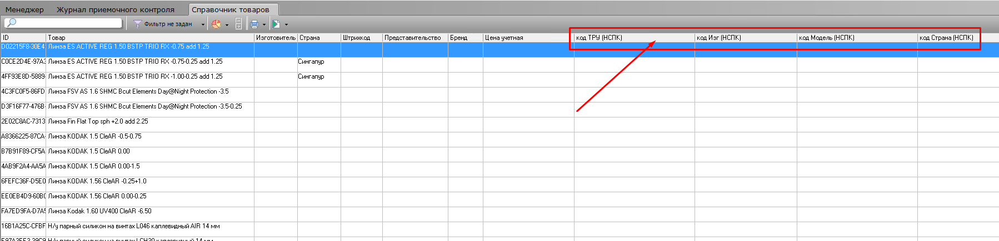 Менеджер Журнал приемочного контроля Справочник товаров
Фильтр не задан
ID Товар Изготовитель Страна Штрихкод Представительство Бренд Цена учетная код ТРУ (НСПК) код Изг (НСПК) код Модель (НСПК) код Страна (НСПК)
D02215F8-30E4 Линза ES ACTIVE REG 1.50 BSTP TRIO RX -0.75 add 1.25
C0CE2D4E-97A3 Линза ES ACTIVE REG 1.50 BSTP TRIO RX -0.75-0.25 add 1.25 Сингапур
4FF93E8D-5889- Линза ES ACTIVE REG 1.50 BSTP TRIO RX -1.00-0.25 add 1.25 Сингапур
4C3FC0F5-86FD Линза FSV AS 1.6 SHMC Bcut Elements Day@Night Protection -3.5
D3F16F77-476B- Линза FSV AS 1.6 SHMC Bcut Elements Day@Night Protection -3.5-0.25
2E02C8AC-7313 Линза Fin Flat Top sph +2.0 add 2.25
A8366225-87CA- Линза KODAK 1.5 CleAR -0.5-0.75
B7B91F89-CF5A Линза KODAK 1.5 CleAR 0.00
4AB9F2A4-AA5A Линза KODAK 1.5 CleAR 0.00-1.5
6FEFC36F-D5E0 Линза KODAK 1.56 CleAR -0.25+1.0
EE0EB4D9-60B0 Линза KODAK 1.56 CleAR 0.00-0.25
FA7ED9FA-D7A5 Линза Kodak 1.60 UV400 CleAR -6.50
16B1A25C-CFBF Н/у парный силикон на винтах L046 каплевидный AIR 14 мм
Н/у парный силикон на винтах LCH30 каплевидный 14 мм